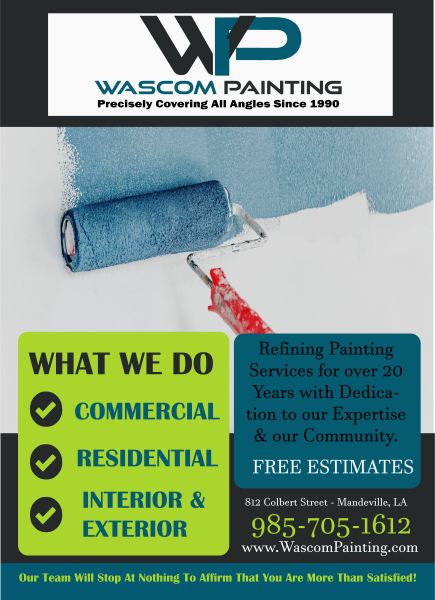 WP
WASCOM PAINTING
Precisely Covering All Angles Since 1990
WHAT WE DO
COMMERCIAL
RESIDENTIAL
INTERIOR &
EXTERIOR
Refining Painting
Services for over 20
Years with Dedica-
tion to our Expertise
& our Community.
FREE ESTIMATES
812 Colbert Street - Mandeville, LA
985-705-1612
www.WascomPainting.com
Our Team Will Stop At Nothing To Affirm That You Are More Than Satisfied!